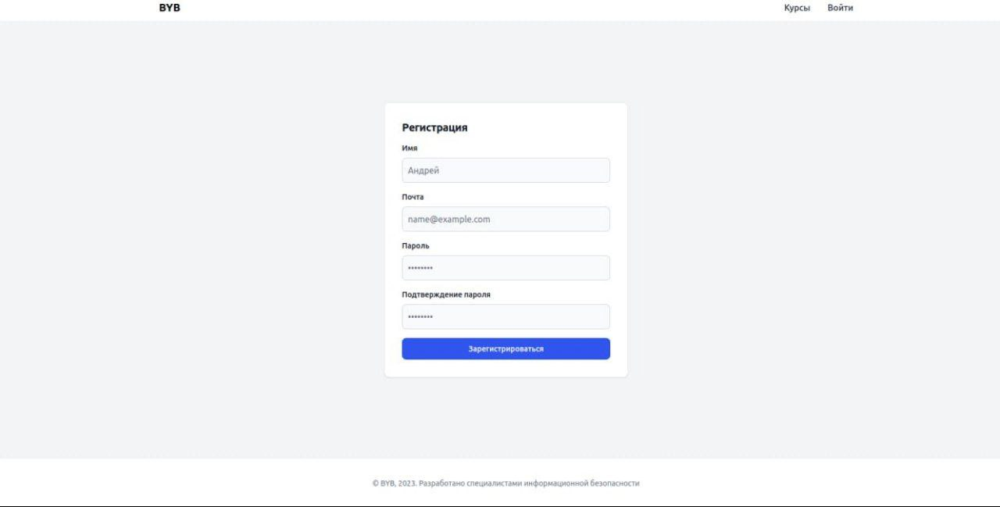 BYB
Курсы Войти
Регистрация
Имя
Андрей
Почта
name@example.com
Пароль
••••••••
Подтверждение пароля
••••••••
Зарегистрироваться
© BYB, 2023. Разработано специалистами информационной безопасности